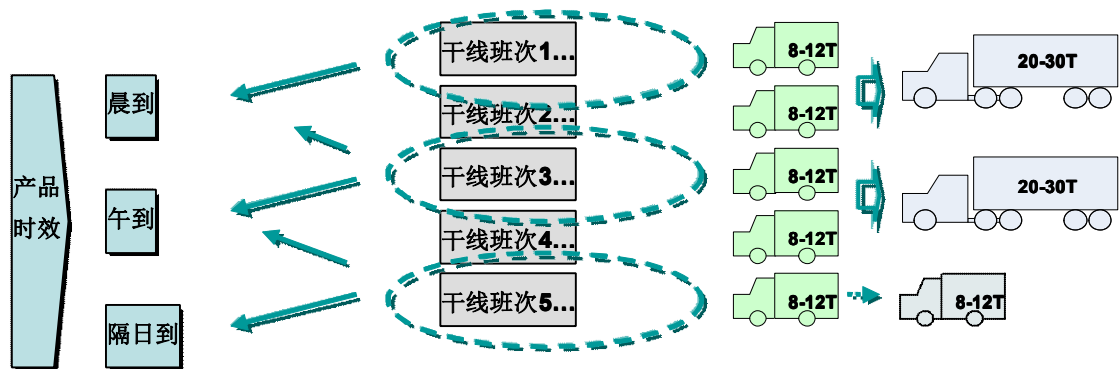 产品
时效
晨到
午到
隔日到
干线班次1...
干线班次2...
干线班次3...
干线班次4...
干线班次5...
8-12T
8-12T
8-12T
8-12T
8-12T
20-30T
20-30T
8-12T